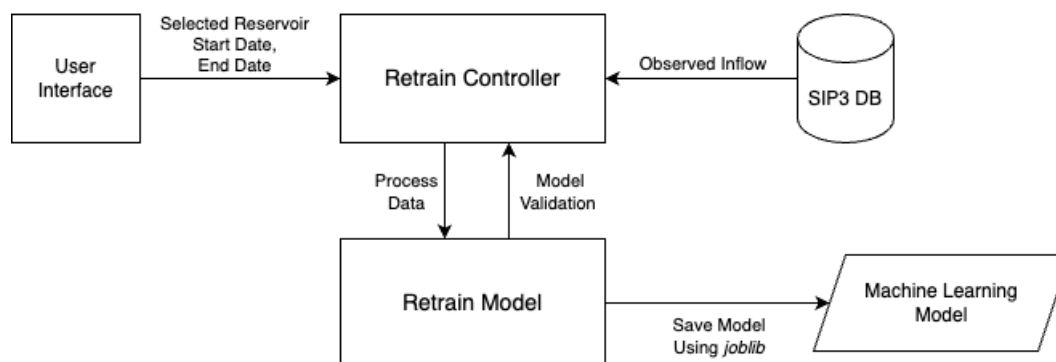 Selected Reservoir
Start Date,
End Date
User
Interface
Retrain Controller
Observed Inflow
SIP3 DB
Process
Data
Model
Validation
Retrain Model
Machine Learning
Model
Save Model
Using joblib